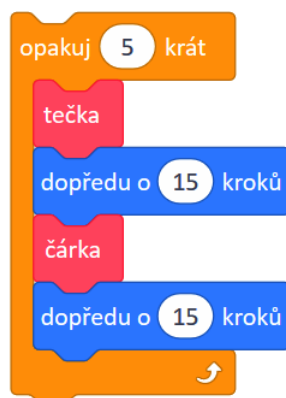 opakuj 5 krát
tečka
dopředu o 15 kroků
čárka
dopředu o 15 kroků